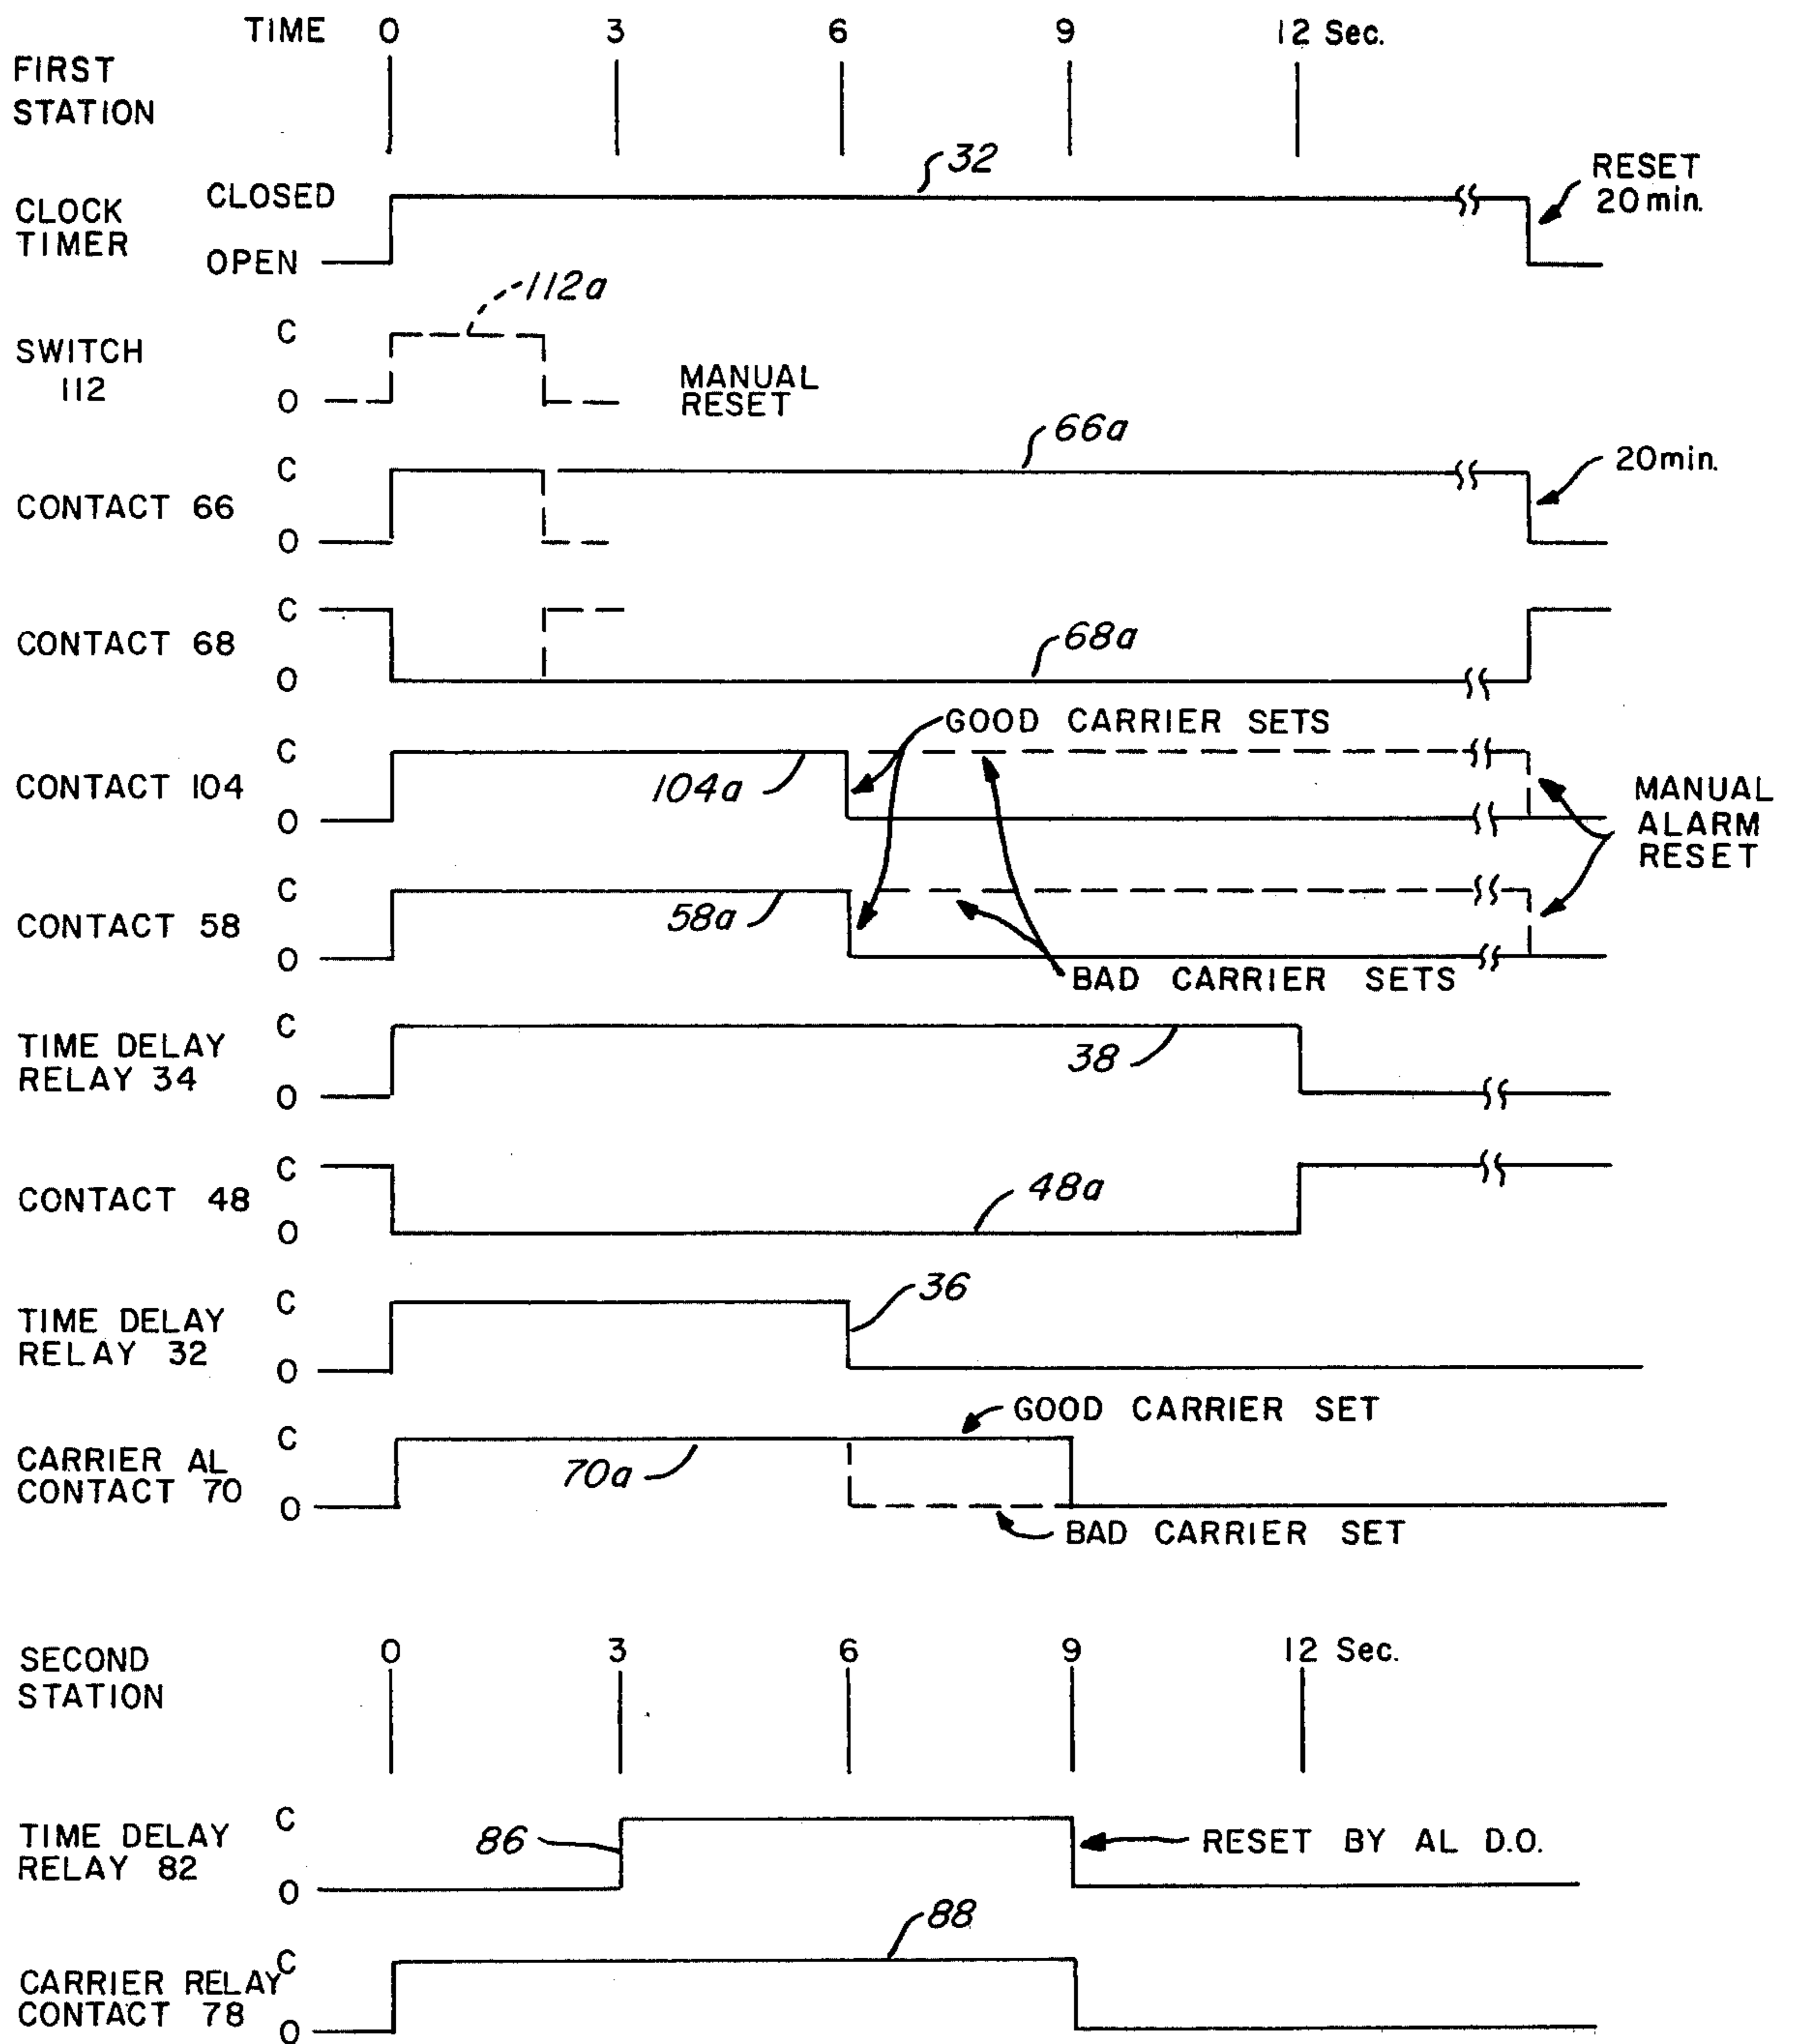 TIME 0 3 6 9 12 Sec.
FIRST
STATION
32
RESET
20 min.
CLOCK
TIMER
CLOSED
OPEN
112a
SWITCH
112
C
O
MANUAL
RESET
66a
20min.
CONTACT 66
C
O
CONTACT 68
C
O
68a
GOOD CARRIER SETS
CONTACT 104
C
O
104a
MANUAL
ALARM
RESET
CONTACT 58
C
O
58a
BAD CARRIER SETS
TIME DELAY
RELAY 34
C
O
38
CONTACT 48
C
O
48a
TIME DELAY
RELAY 32
C
O
36
GOOD CARRIER SET
CARRIER AL
CONTACT 70
C
O
70a
BAD CARRIER SET
SECOND
STATION
0 3 6 9 12 Sec.
TIME DELAY
RELAY 82
C
O
86
RESET BY AL D.O.
88
CARRIER RELAY
CONTACT 78
C
O